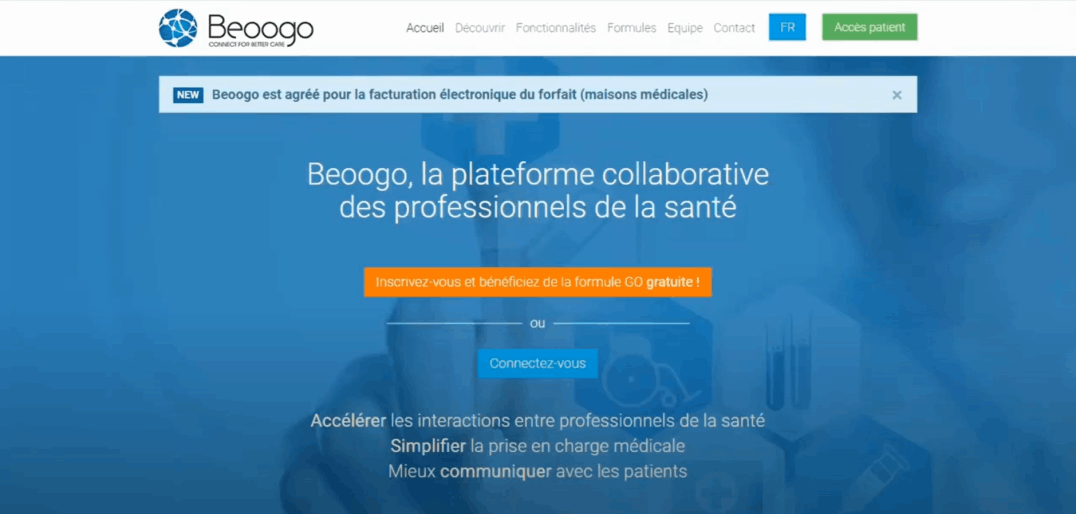 Beoogo
CONNECT FOR BETTER CARE
Accueil Découvrir Fonctionnalités Formules Equipe Contact FR Accès patient
NEW Beoogo est agréé pour la facturation électronique du forfait (maisons médicales) ×
Beoogo, la plateforme collaborative
des professionnels de la santé
Inscrivez-vous et bénéficiez de la formule GO gratuite !
ou
Connectez-vous
Accélérer les interactions entre professionnels de la santé
Simplifier la prise en charge médicale
Mieux communiquer avec les patients